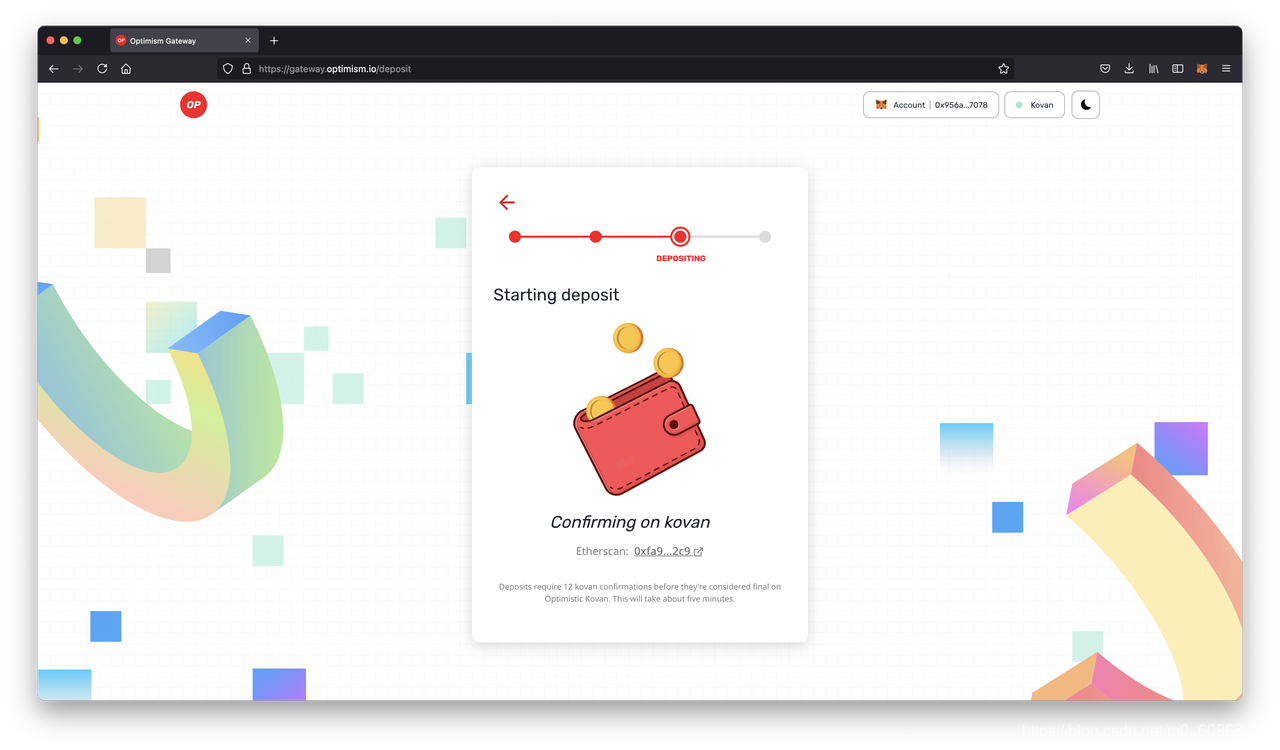 OP Optimism Gateway
https://gateway.optimism.io/deposit
OP
Account | 0x956a...7078
Kovan
DEPOSITING
Starting deposit
Confirming on kovan
Etherscan: 0xfa9...2c9
Deposits require 12 kovan confirmations before they're considered final on
Optimistic Kovan. This will take about five minutes.